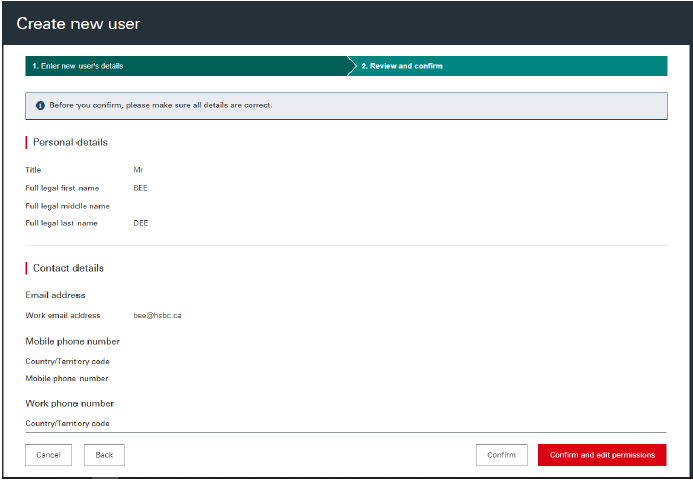 Create new user
1. Enter new user's details
2. Review and confirm
Before you confirm, please make sure all details are correct.
Personal details
Title Mr
Full legal first name BEE
Full legal middle name
Full legal last name DEE
Contact details
Email address
Work email address bee@hsbc.ca
Mobile phone number
Country/Territory code
Mobile phone number
Work phone number
Country/Territory code
Cancel Back Confirm Confirm and edit permissions